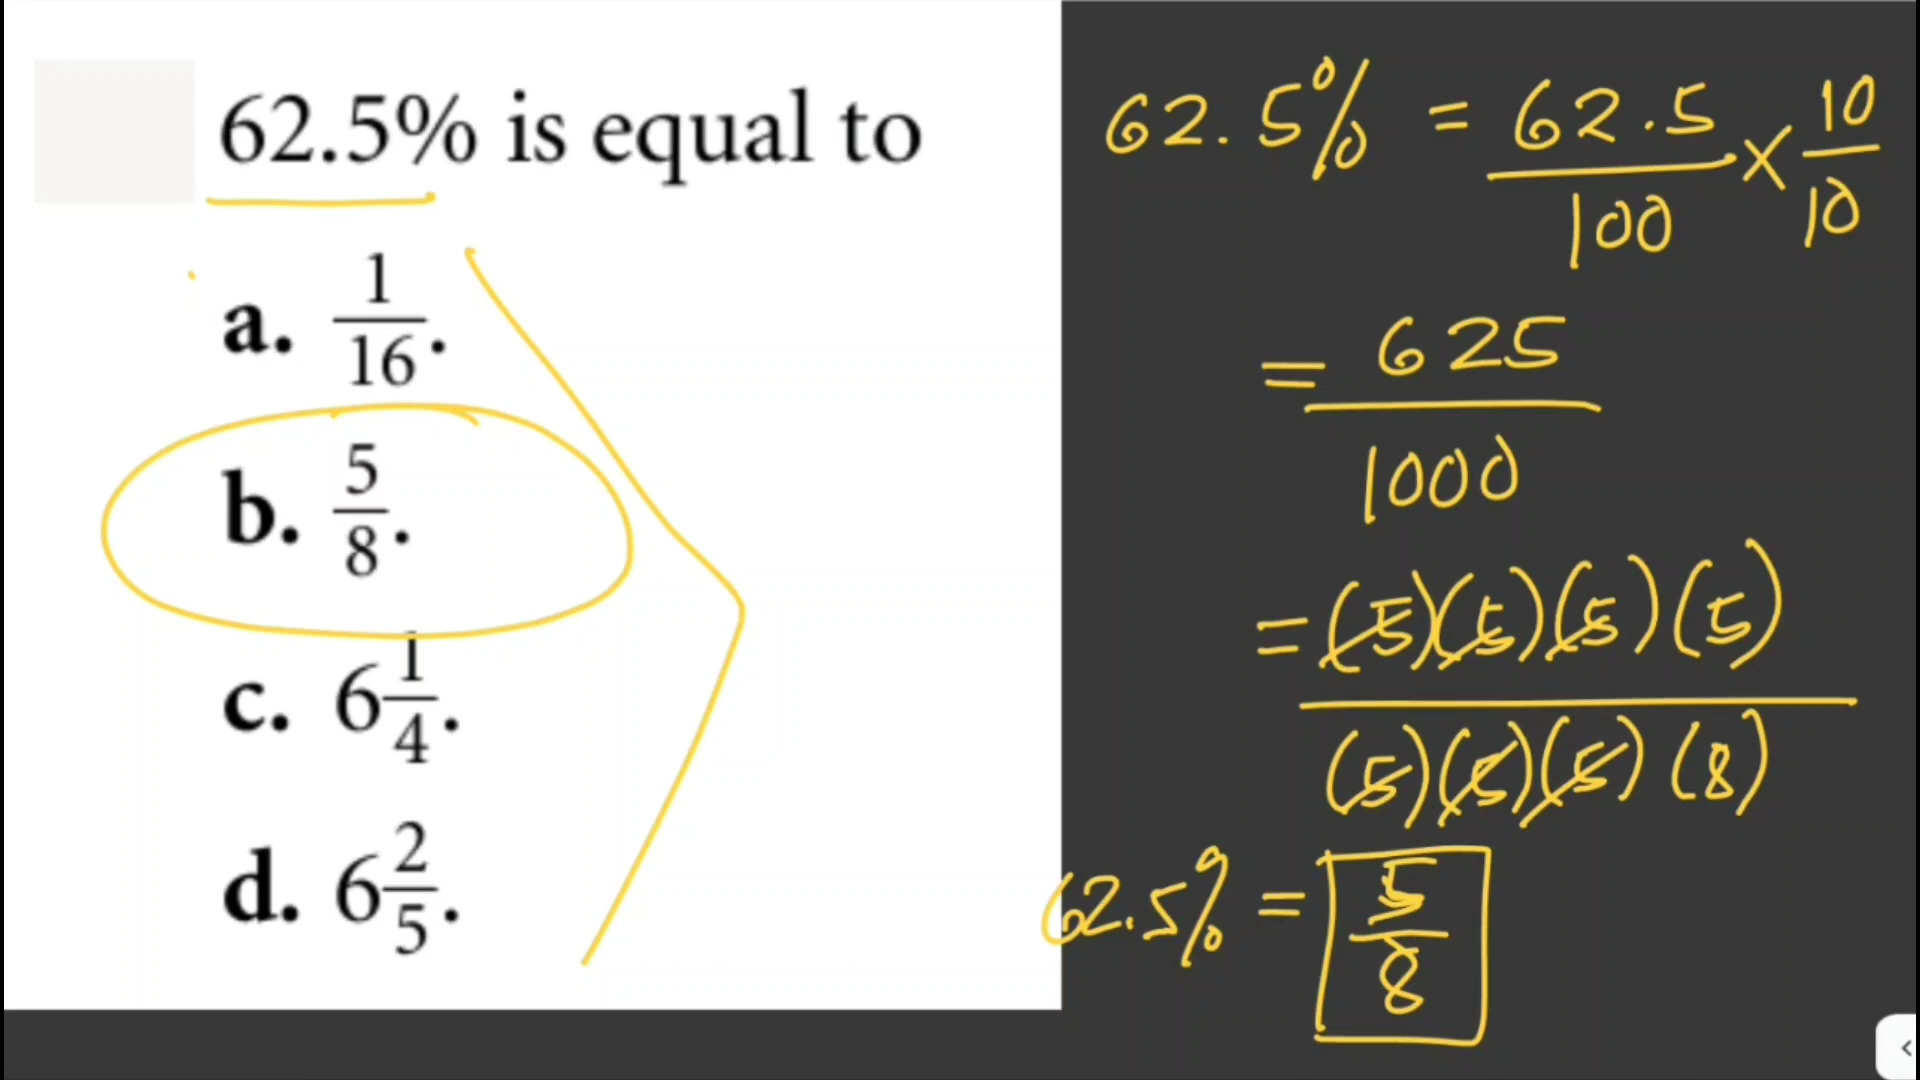 62.5% is equal to
a. 1/16.
b. 5/8.
c. 6 1/4.
d. 6 2/5.
62.5% = 62.5/100 × 10/10
= 625/1000
= (5)(5)(5)(5)/(5)(5)(5)(8)
62.5% = 5/8
<